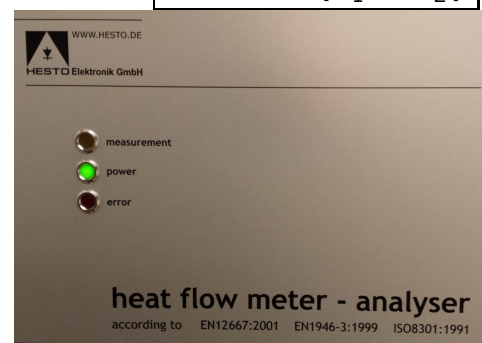 WWW.HESTO.DE
HESTO Elektronik GmbH
measurement
power
error
heat flow meter - analyser
according to EN12667:2001 EN1946-3:1999 ISO8301:1991